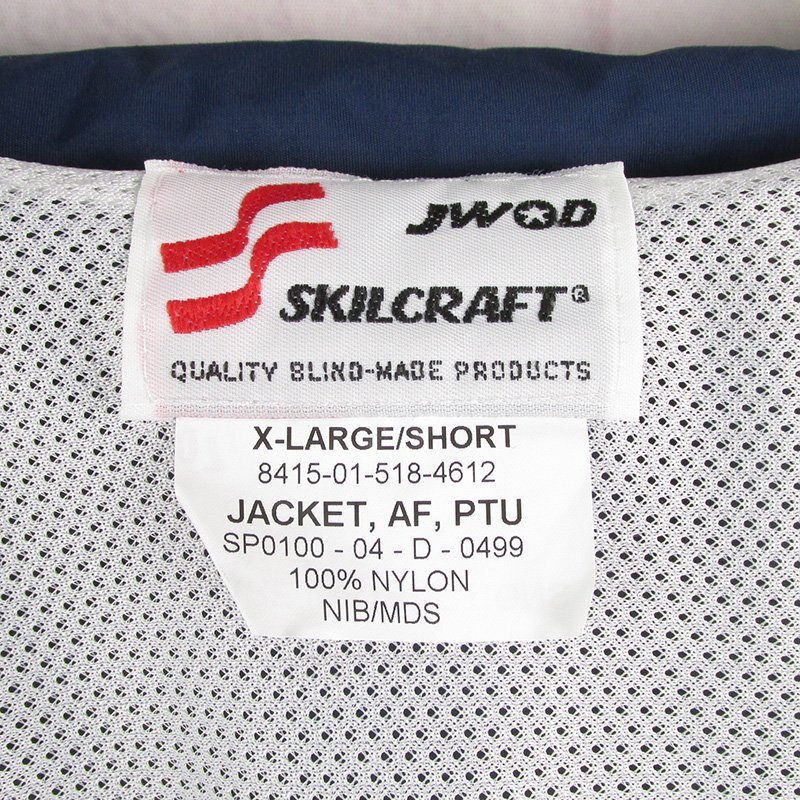 JWOD
SKILCRAFT®
QUALITY BLIND-MADE PRODUCTS
X-LARGE/SHORT
8415-01-518-4612
JACKET, AF, PTU
SP0100 - 04 - D - 0499
100% NYLON
NIB/MDS